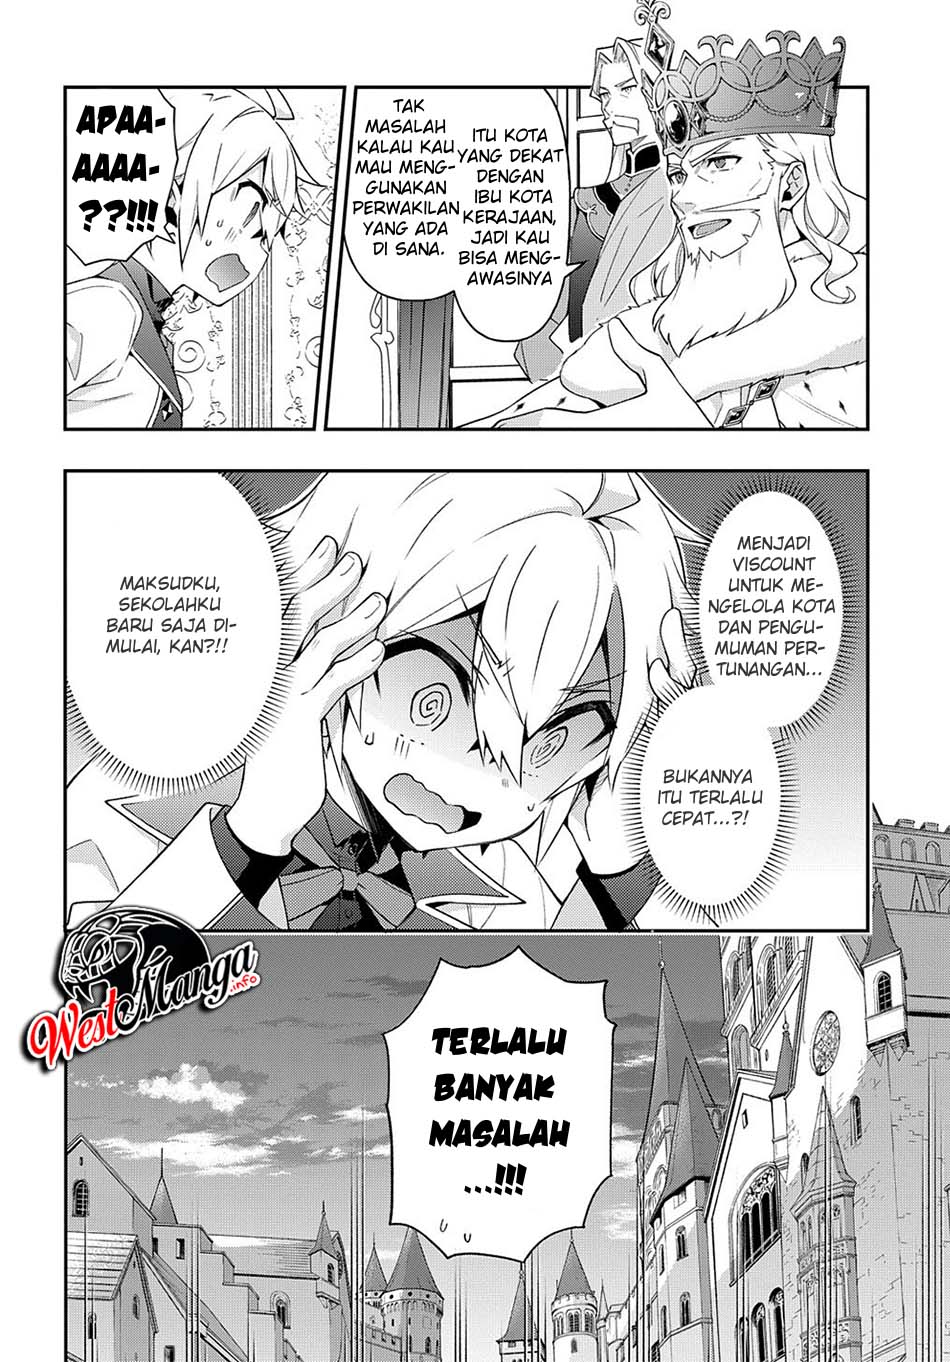 ITU KOTA
YANG DEKAT
DENGAN
IBU KOTA
KERAJAAN,
JADI KAU
BISA MENG-
AWASINYA
TAK
MASALAH
KALAU KAU
MAU MENG-
GUNAKAN
PERWAKILAN
YANG ADA
DI SANA.
APAA-
AAAA-
??!!!
MENJADI
VISCOUNT
UNTUK ME-
NGELOLA KOTA
DAN PENGU-
MUMAN PER-
TUNANGAN...
BUKANNYA
ITU TERLALU
CEPAT...?!
MAKSUDKU,
SEKOLAHKU
BARU SAJA DI-
MULAI, KAN?!!
TERLALU
BANYAK
MASALAH
...!!!
WestManga
.info